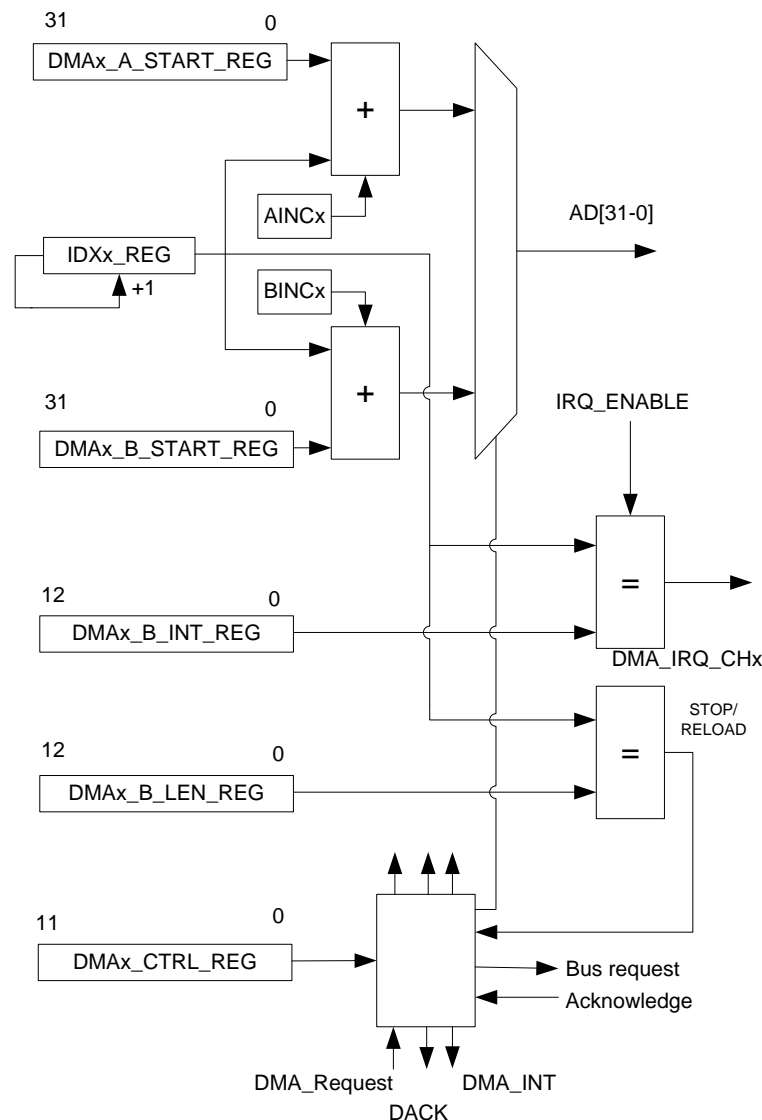 31
0
DMAx_A_START_REG
+
AINCx
AD[31-0]
IDXx_REG
+1
BINCx
+
31
0
DMAx_B_START_REG
IRQ_ENABLE
12
0
DMAx_B_INT_REG
=
DMA_IRQ_CHx
12
0
DMAx_B_LEN_REG
=
STOP/
RELOAD
11
0
DMAx_CTRL_REG
Bus request
Acknowledge
DMA_Request
DMA_INT
DACK